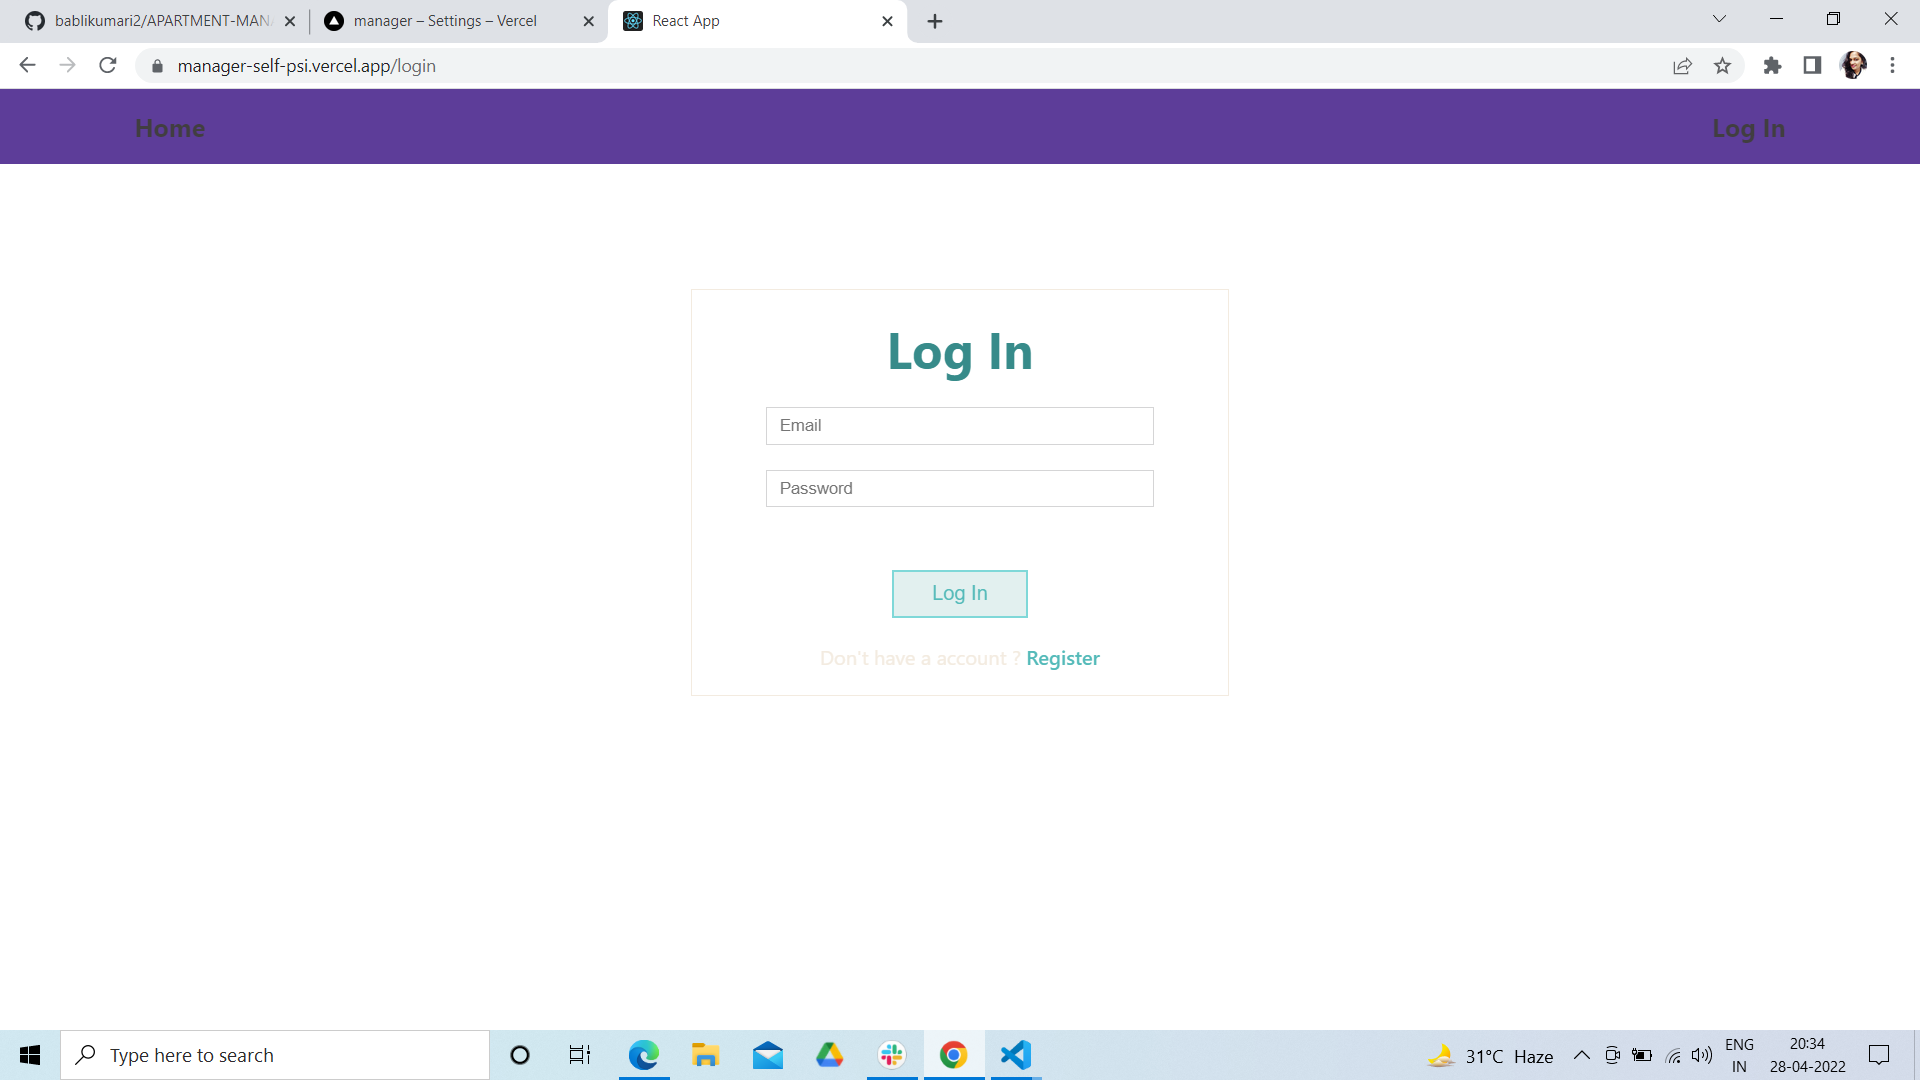 bablikumari2/APARTMENT-MAN
manager – Settings – Vercel
React App
manager-self-psi.vercel.app/login
Home
Log In
Log In
Email
Password
Log In
Don't have a account ? Register
Type here to search
31°C Haze
ENG
IN
20:34
28-04-2022